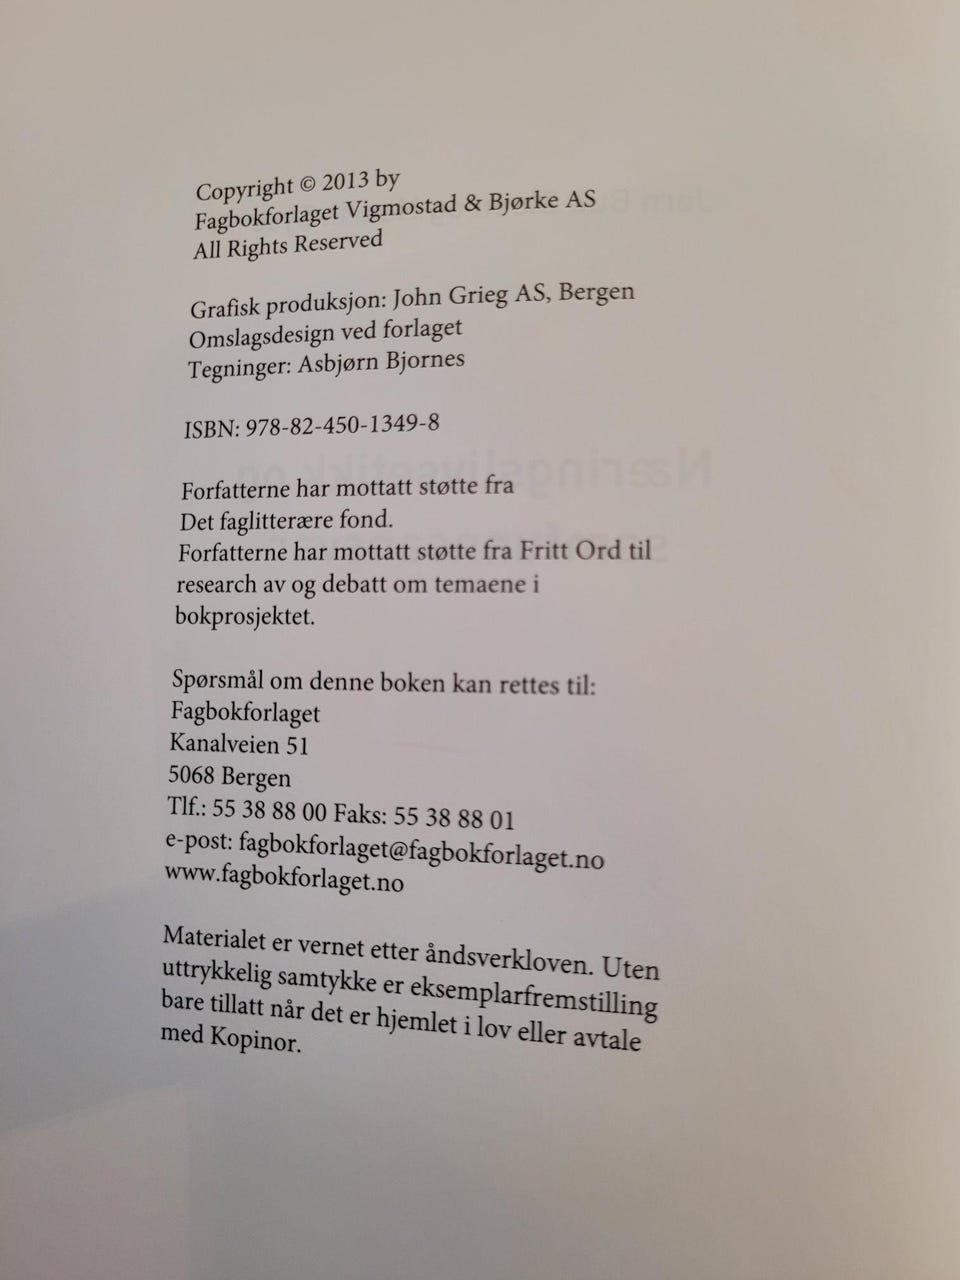 Copyright © 2013 by
Fagbokforlaget Vigmostad & Bjørke AS
All Rights Reserved
Grafisk produksjon: John Grieg AS, Bergen
Omslagsdesign ved forlaget
Tegninger: Asbjørn Bjornes
ISBN: 978-82-450-1349-8
Forfatterne har mottatt støtte fra
Det faglitterære fond.
Forfatterne har mottatt støtte fra Fritt Ord til
research av og debatt om temaene i
bokprosjektet.
Spørsmål om denne boken kan rettes til:
Fagbokforlaget
Kanalveien 51
5068 Bergen
Tlf.: 55 38 88 00 Faks: 55 38 88 01
e-post: fagbokforlaget@fagbokforlaget.no
www.fagbokforlaget.no
Materialet er vernet etter åndsverkloven. Uten
uttrykkelig samtykke er eksemplarfremstilling
bare tillatt når det er hjemlet i lov eller avtale
med Kopinor.